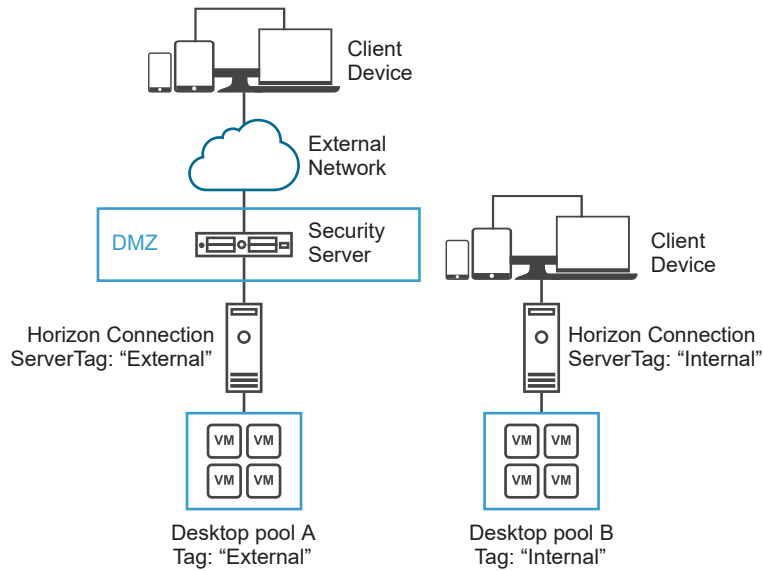 Client
Device
External
Network
DMZ
Security
Server
Client
Device
Horizon Connection
ServerTag: “External”
Horizon Connection
ServerTag: “Internal”
VM VM
VM VM
VM VM
VM VM
Desktop pool A
Tag: “External”
Desktop pool B
Tag: “Internal”